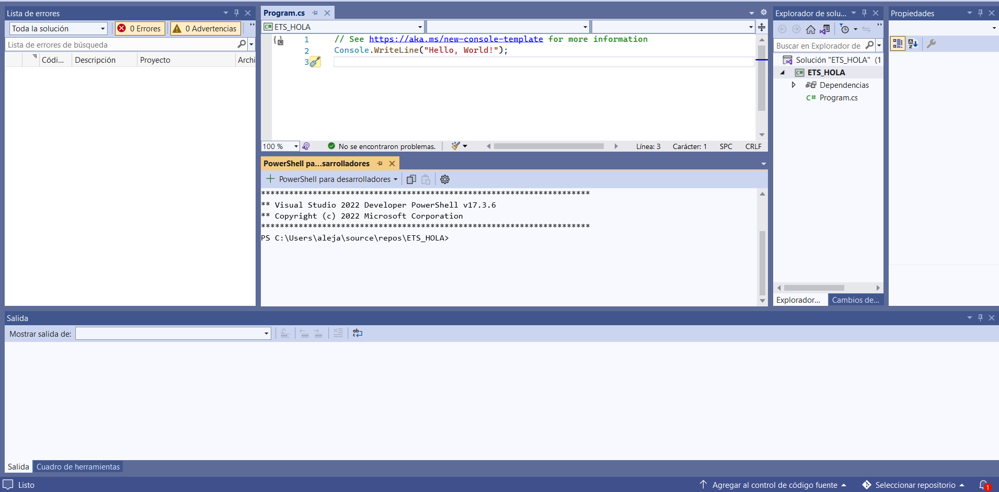 Lista de errores
Toda la solución
0 Errores
0 Advertencias
Lista de errores de búsqueda
Códi...
Descripción
Proyecto
Archi
Program.cs
C# ETS_HOLA
1 // See https://aka.ms/new-console-template for more information
2 Console.WriteLine("Hello, World!");
3
100 %
No se encontraron problemas.
Línea: 3
Carácter: 1
SPC
CRLF
PowerShell pa...sarrolladores
PowerShell para desarrolladores
**********************************************************************
** Visual Studio 2022 Developer PowerShell v17.3.6
** Copyright (c) 2022 Microsoft Corporation
**********************************************************************
PS C:\Users\aleja\source\repos\ETS_HOLA>
Explorador de solu...
Buscar en Explorador de
Solución "ETS_HOLA" (1
C# ETS_HOLA
Dependencias
C# Program.cs
Explorador...
Cambios de...
Propiedades
Salida
Mostrar salida de:
Salida
Cuadro de herramientas
Listo
Agregar al control de código fuente
Seleccionar repositorio
1